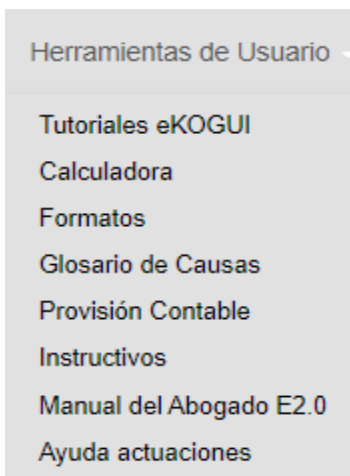 Herramientas de Usuario
Tutoriales eKOGUI
Calculadora
Formatos
Glosario de Causas
Provisión Contable
Instructivos
Manual del Abogado E2.0
Ayuda actuaciones